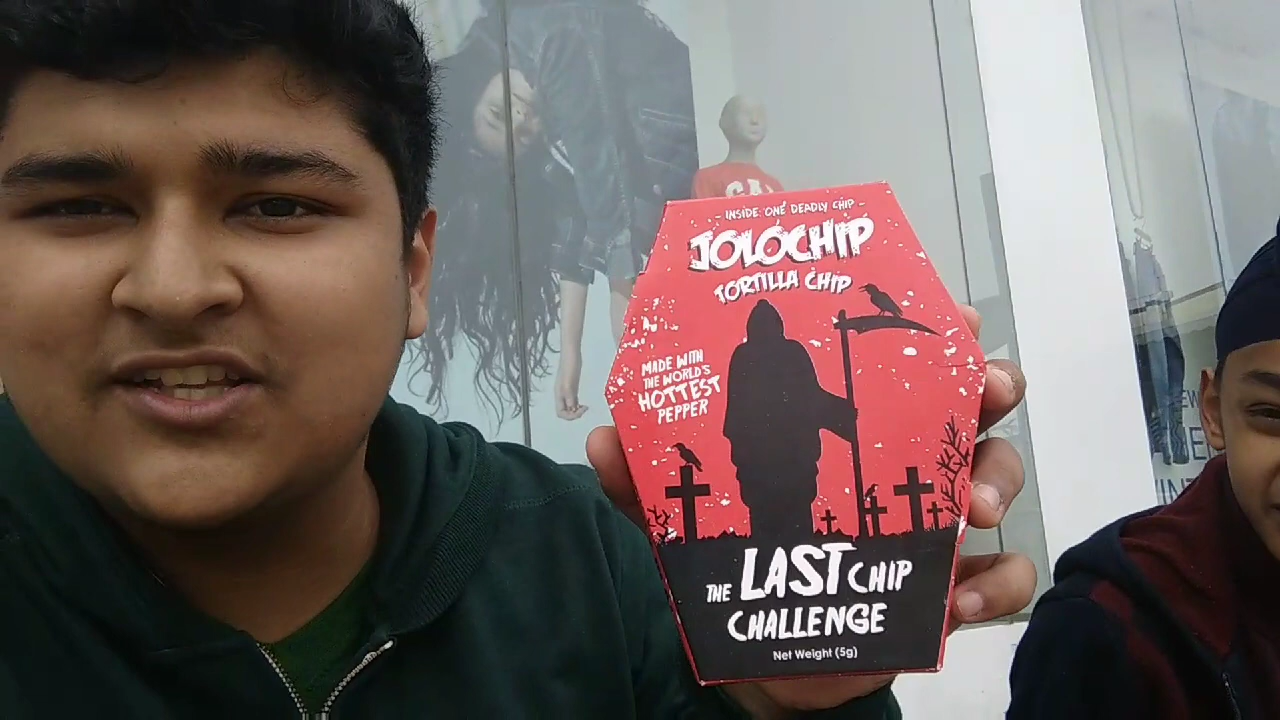 - INSIDE: ONE DEADLY CHIP -
JOLOCHIP
TORTILLA CHIP
MADE WITH
THE WORLD'S
HOTTEST
PEPPER
THE LAST CHIP
CHALLENGE
Net Weight (5g)